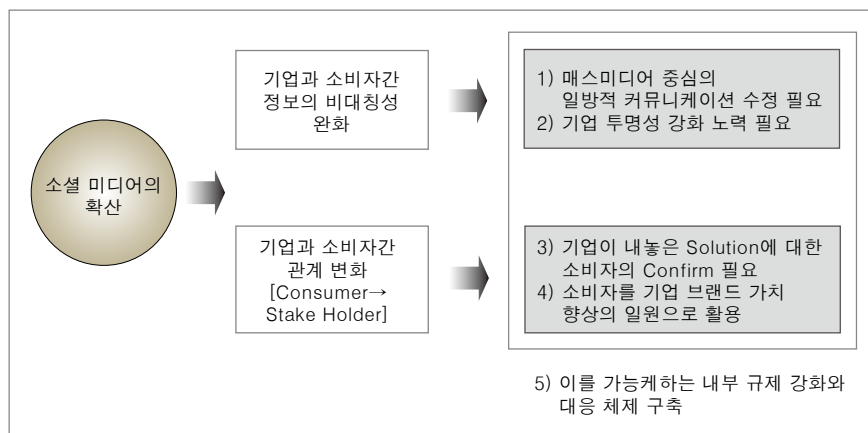 소셜 미디어의
확산
기업과 소비자간
정보의 비대칭성
완화
1) 매스미디어 중심의
일방적 커뮤니케이션 수정 필요
2) 기업 투명성 강화 노력 필요
기업과 소비자간
관계 변화
[Consumer→
Stake Holder]
3) 기업이 내놓은 Solution에 대한
소비자의 Confirm 필요
4) 소비자를 기업 브랜드 가치
향상의 일원으로 활용
5) 이를 가능케하는 내부 규제 강화와
대응 체제 구축